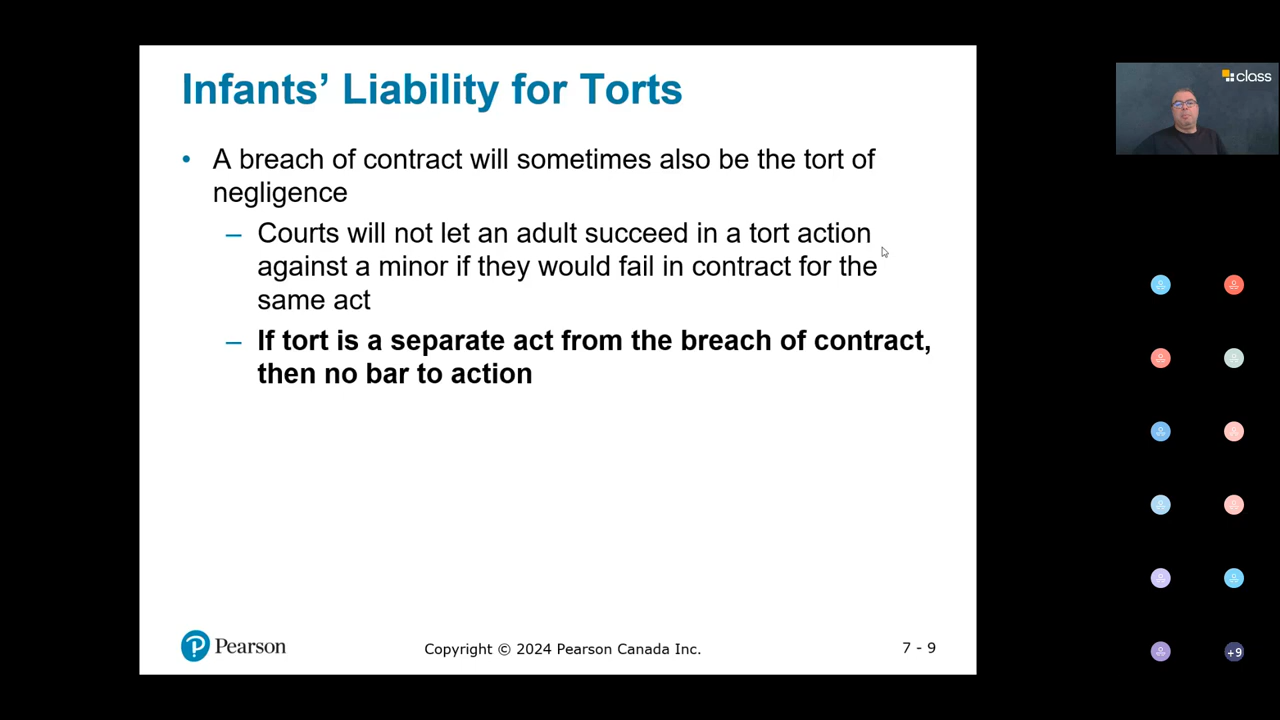 Infants’ Liability for Torts
• A breach of contract will sometimes also be the tort of
negligence
– Courts will not let an adult succeed in a tort action
against a minor if they would fail in contract for the
same act
– If tort is a separate act from the breach of contract,
then no bar to action
Pearson
Copyright © 2024 Pearson Canada Inc.
7 - 9
class
+9